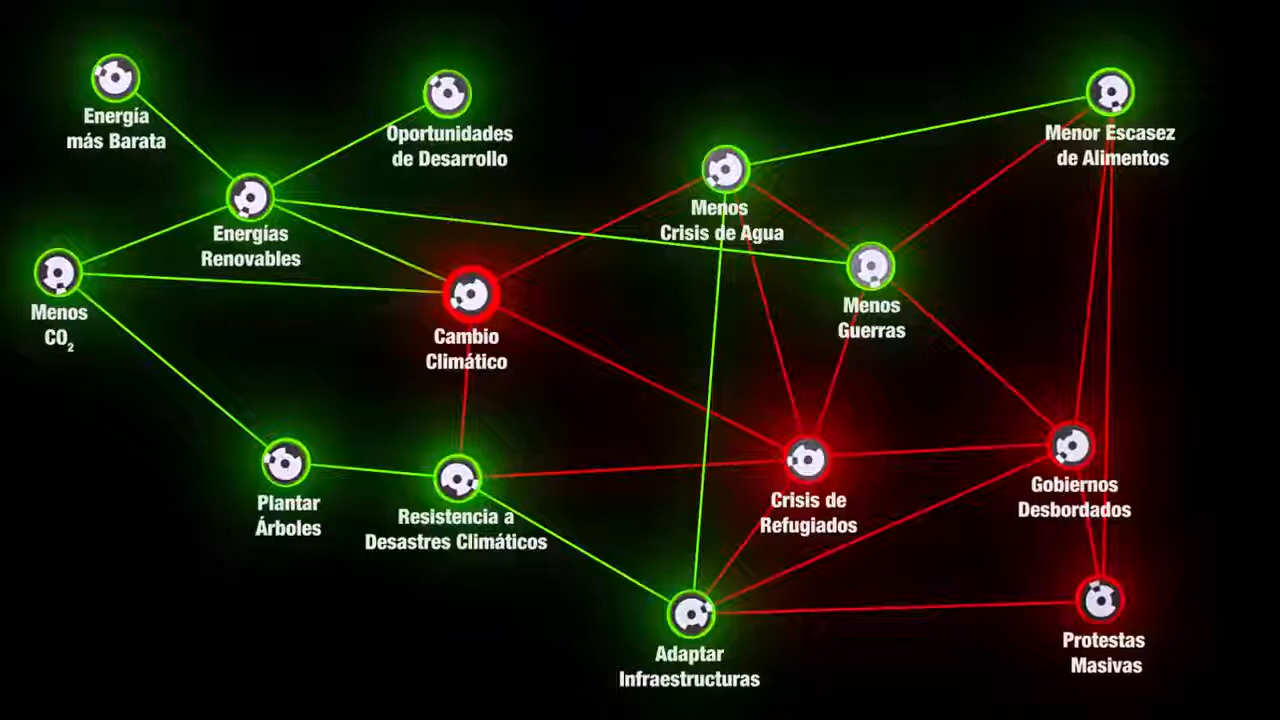 Energía
más Barata
Oportunidades
de Desarrollo
Menor Escasez
de Alimentos
Menos
Crisis de Agua
Energías
Renovables
Menos
CO₂
Menos
Guerras
Cambio
Climático
Plantar
Árboles
Resistencia a
Desastres Climáticos
Crisis de
Refugiados
Gobiernos
Desbordados
Adaptar
Infraestructuras
Protestas
Masivas